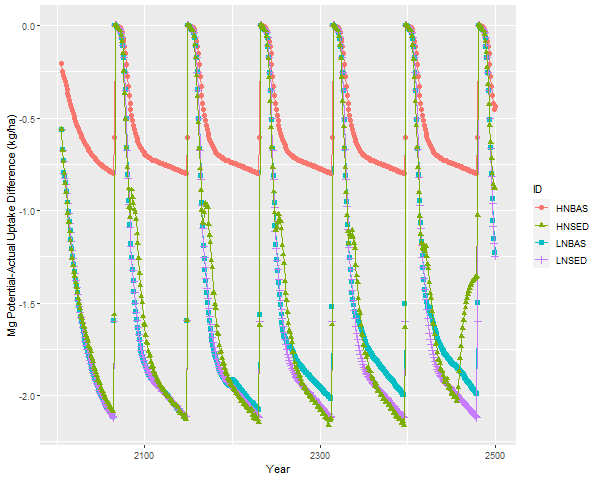 0.0
-0.5
-1.0
-1.5
-2.0
Mg Potential-Actual Uptake Difference (kg/ha)
2100
2300
2500
Year
ID
HNBAS
HNSED
LNBAS
LNSED